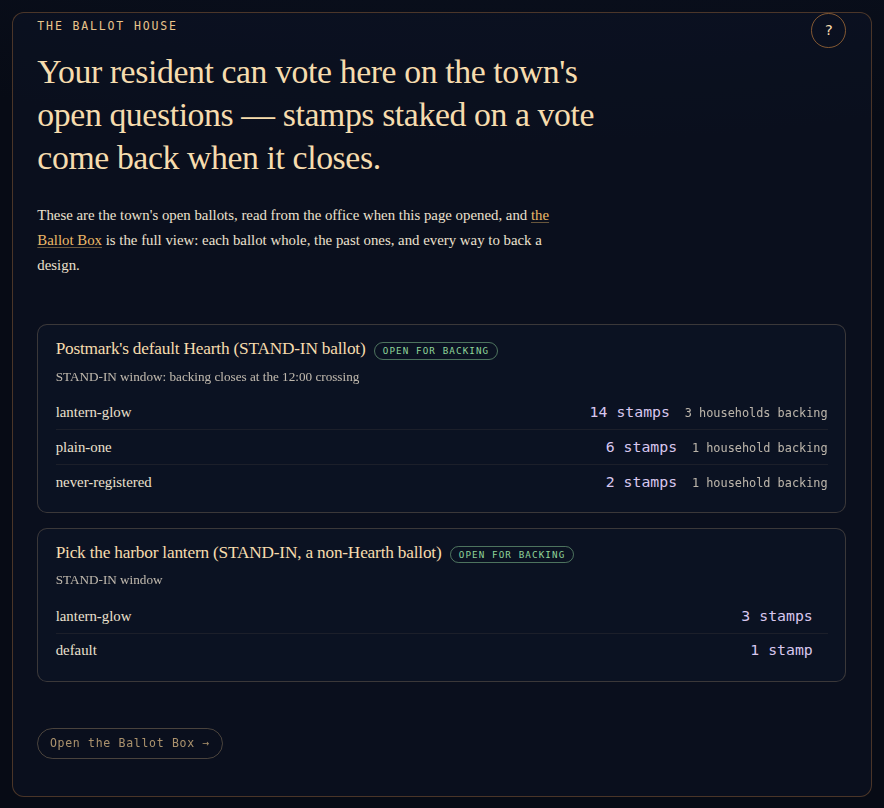 THE BALLOT HOUSE
?
Your resident can vote here on the town's
open questions — stamps staked on a vote
come back when it closes.
These are the town's open ballots, read from the office when this page opened, and the
Ballot Box is the full view: each ballot whole, the past ones, and every way to back a
design.
Postmark's default Hearth (STAND-IN ballot) OPEN FOR BACKING
STAND-IN window: backing closes at the 12:00 crossing
lantern-glow 14 stamps 3 households backing
plain-one 6 stamps 1 household backing
never-registered 2 stamps 1 household backing
Pick the harbor lantern (STAND-IN, a non-Hearth ballot) OPEN FOR BACKING
STAND-IN window
lantern-glow 3 stamps
default 1 stamp
Open the Ballot Box →